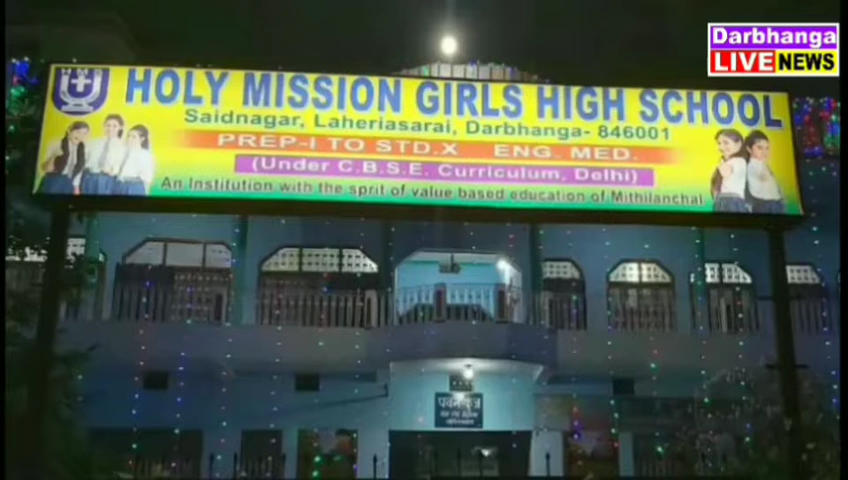 Darbhanga
LIVE NEWS
HOLY MISSION GIRLS HIGH SCHOOL
Saidnagar, Laheriasarai, Darbhanga- 846001
PREP-I TO STD.X ENG. MED.
(Under C.B.S.E. Curriculum, Delhi)
An Institution with the sprit of value based education of Mithilanchal